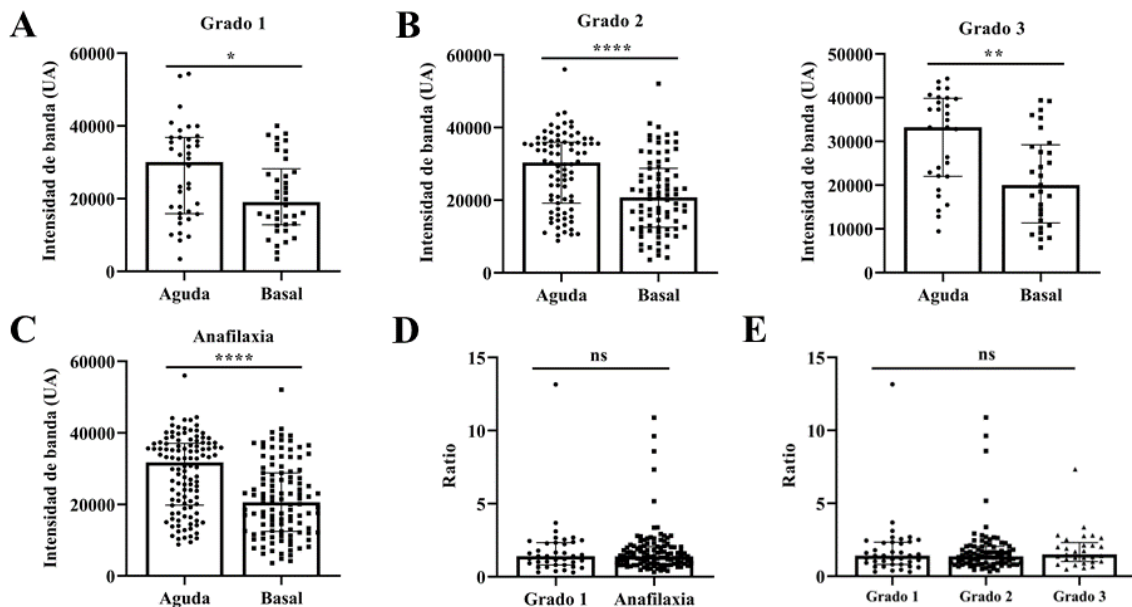 A
Grado 1
*
Intensidad de banda (UA)
60000
40000
20000
0
Aguda
Basal
B
Grado 2
****
Intensidad de banda (UA)
60000
40000
20000
0
Aguda
Basal
Grado 3
**
Intensidad de banda (UA)
50000
40000
30000
20000
10000
0
Aguda
Basal
C
Anafilaxia
****
Intensidad de banda (UA)
60000
40000
20000
0
Aguda
Basal
D
ns
Ratio
15
10
5
0
Grado 1
Anafilaxia
E
ns
Ratio
15
10
5
0
Grado 1
Grado 2
Grado 3